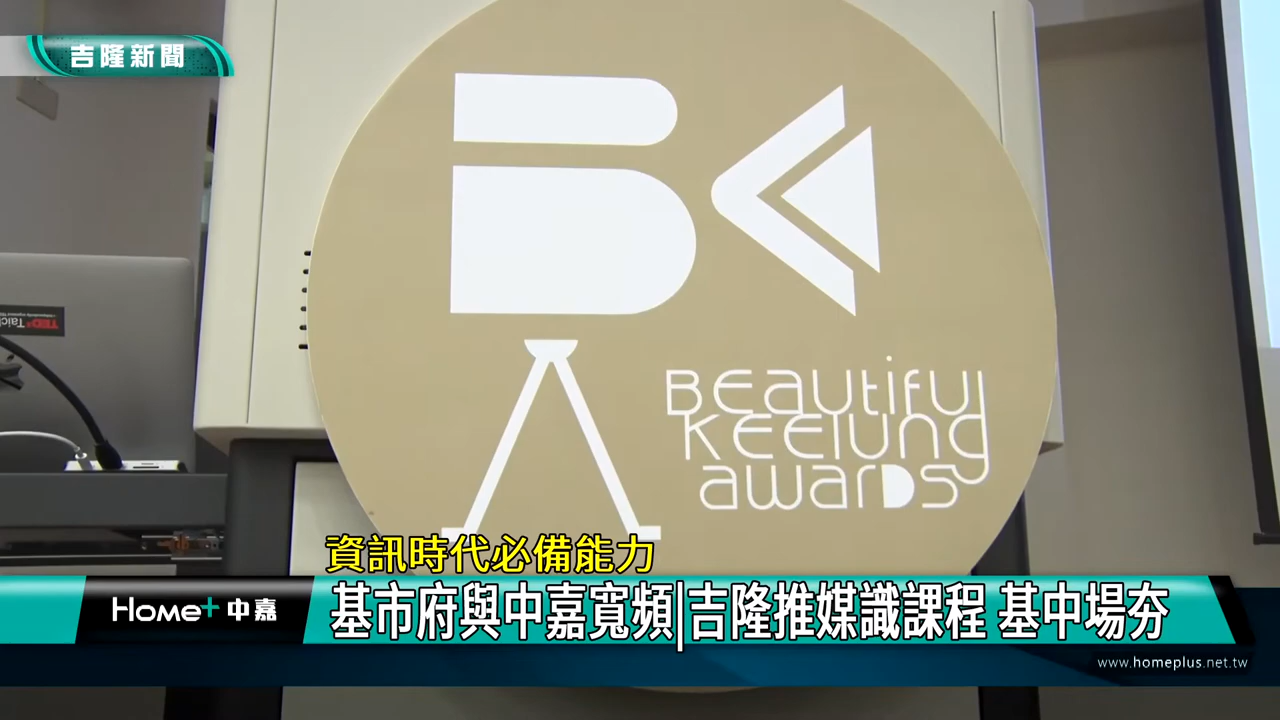 吉隆新聞
TEDxTaich
BEAUTIFUL
KEELUNG
AWARDS
資訊時代必備能力
Home+ 中嘉
基市府與中嘉寬頻|吉隆推媒識課程 基中場夯
www.homeplus.net.tw